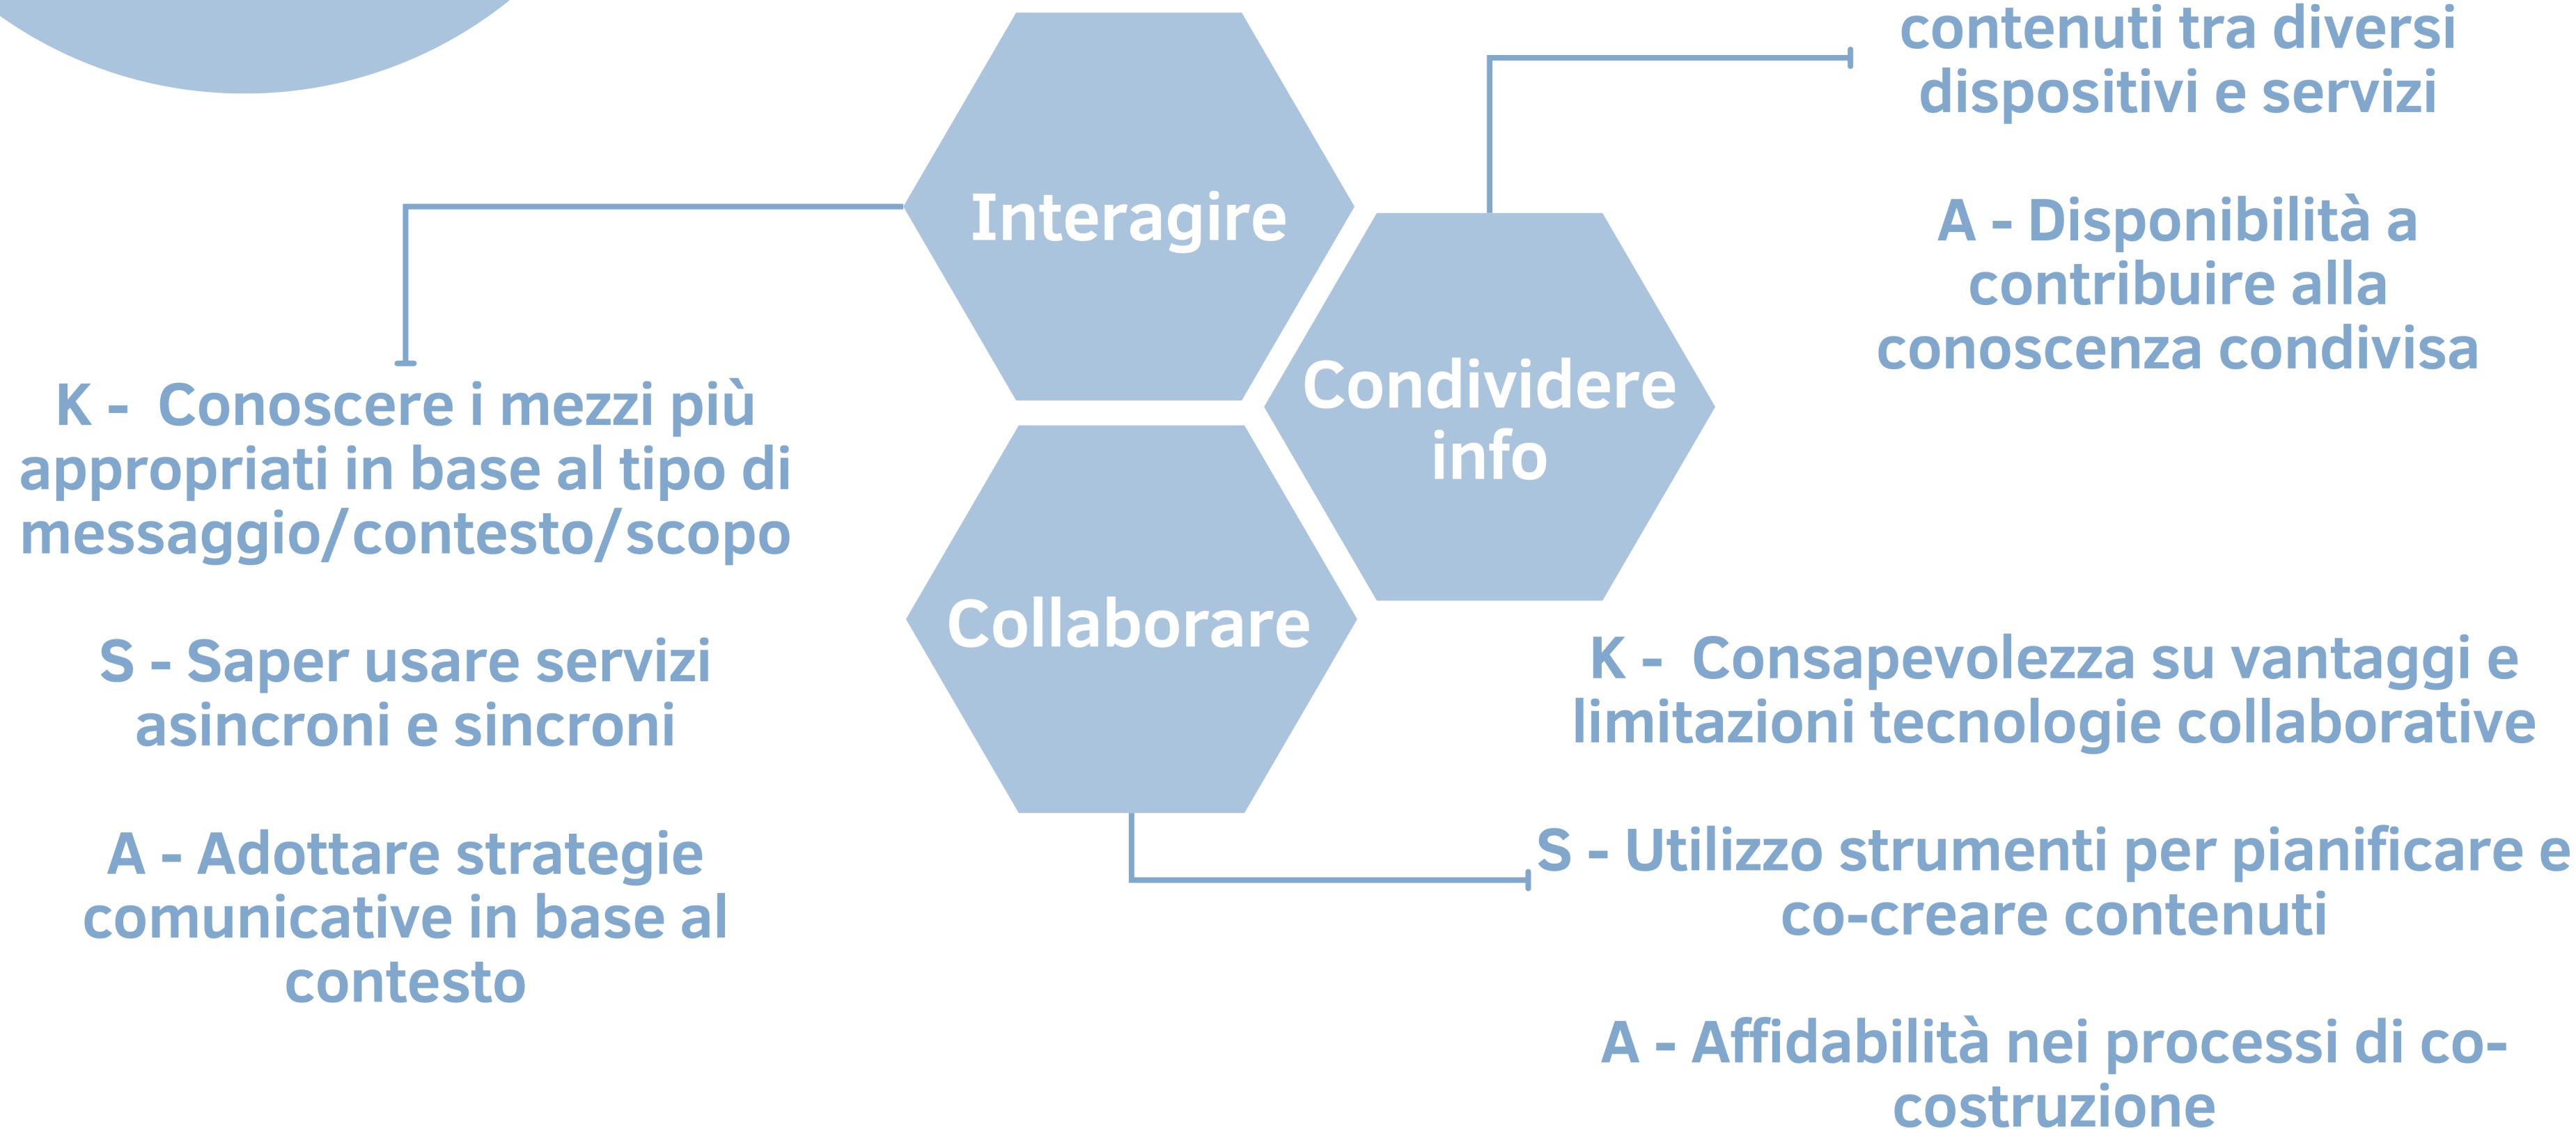 Interagire
K - Conoscere i mezzi più
appropriati in base al tipo di
messaggio/contesto/scopo
S - Saper usare servizi
asincroni e sincroni
A - Adottare strategie
comunicative in base al
contesto
Condividere
info
contenuti tra diversi
dispositivi e servizi
A - Disponibilità a
contribuire alla
conoscenza condivisa
Collaborare
K - Consapevolezza su vantaggi e
limitazioni tecnologie collaborative
S - Utilizzo strumenti per pianificare e
co-creare contenuti
A - Affidabilità nei processi di co-
costruzione